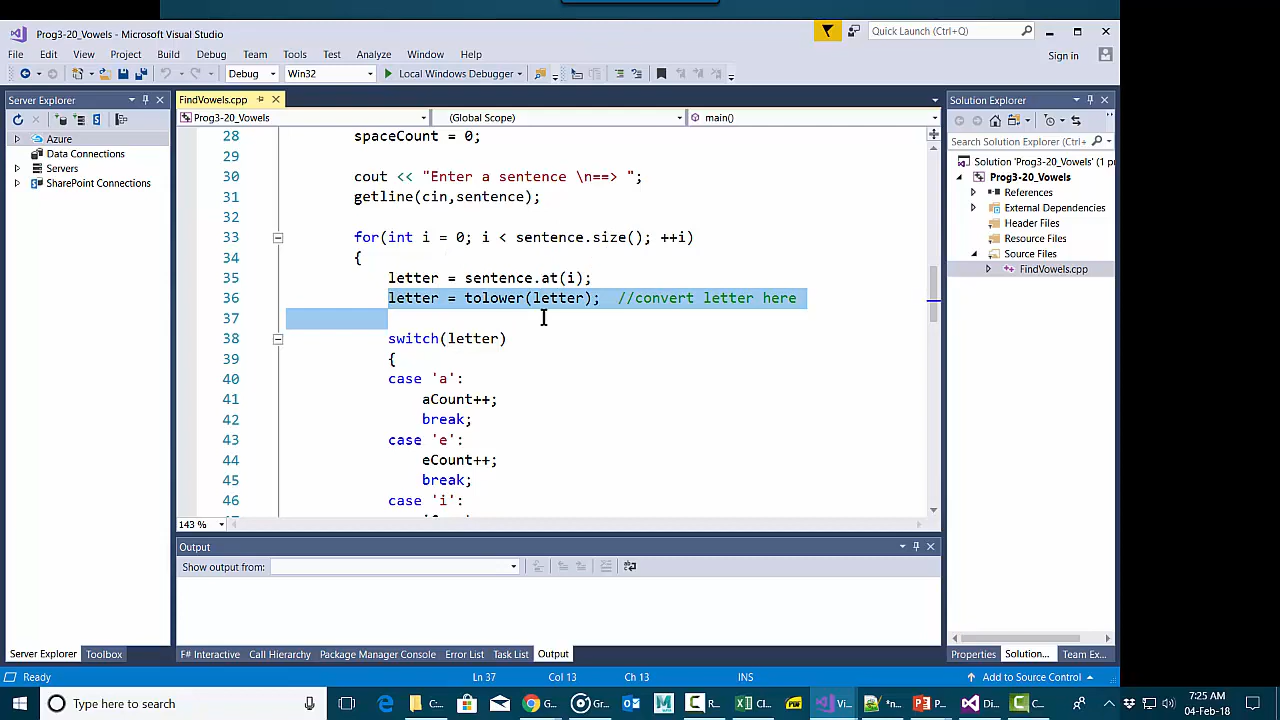 Prog3-20_Vowels - Microsoft Visual Studio
Quick Launch (Ctrl+Q)
File Edit View Project Build Debug Team Tools Test Analyze Window Help
Sign in
Debug Win32 Local Windows Debugger
Server Explorer
FindVowels.cpp
Solution Explorer
Prog3-20_Vowels (Global Scope) main()
Azure
Data Connections
Servers
SharePoint Connections
28 spaceCount = 0;
29
30 cout << "Enter a sentence \n==> ";
31 getline(cin,sentence);
32
33 for(int i = 0; i < sentence.size(); ++i)
34 {
35 letter = sentence.at(i);
36 letter = tolower(letter); //convert letter here
37
38 switch(letter)
39 {
40 case 'a':
41 aCount++;
42 break;
43 case 'e':
44 eCount++;
45 break;
46 case 'i':
143 %
Search Solution Explorer (Ctrl+
Solution 'Prog3-20_Vowels' (1 pr
Prog3-20_Vowels
References
External Dependencies
Header Files
Resource Files
Source Files
FindVowels.cpp
Output
Show output from:
Server Explorer Toolbox
F# Interactive Call Hierarchy Package Manager Console Error List Task List Output
Properties Solution... Team Ex...
Ready Ln 37 Col 13 Ch 13 INS Add to Source Control
Type here to search
C... G... Gr... R... Cl... Vi... "n... P... Di... C...
7:25 AM
04-Feb-18